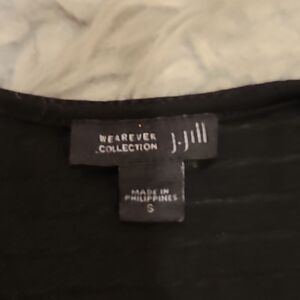 WEAREVER
COLLECTION
J.Jill
MADE IN
PHILIPPINES
S